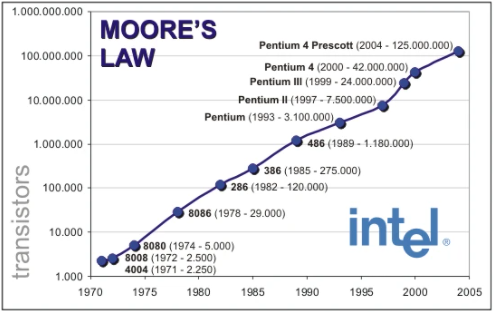 MOORE'S
LAW
1.000.000.000
100.000.000
10.000.000
1.000.000
100.000
10.000
1.000
transistors
Pentium 4 Prescott (2004 - 125.000.000)
Pentium 4 (2000 - 42.000.000)
Pentium III (1999 - 24.000.000)
Pentium II (1997 - 7.500.000)
Pentium (1993 - 3.100.000)
486 (1989 - 1.180.000)
386 (1985 - 275.000)
286 (1982 - 120.000)
8086 (1978 - 29.000)
8080 (1974 - 5.000)
8008 (1972 - 2.500)
4004 (1971 - 2.250)
intel®
1970 1975 1980 1985 1990 1995 2000 2005